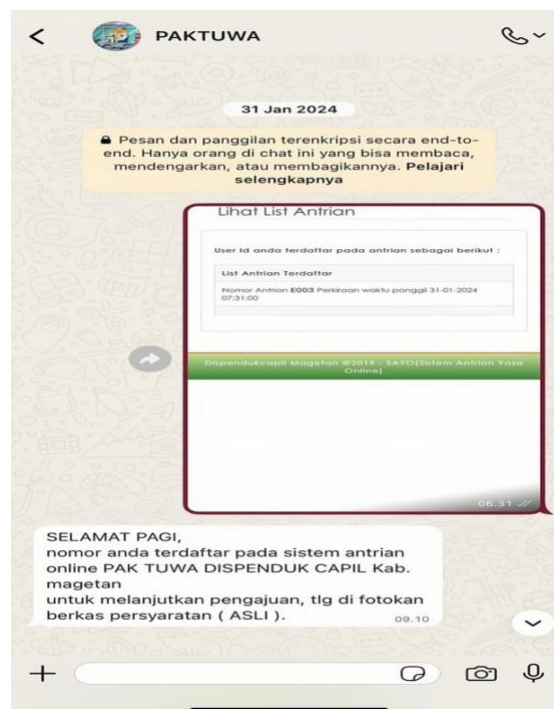 PAKTUWA
31 Jan 2024
Pesan dan panggilan terenkripsi secara end-to-
end. Hanya orang di chat ini yang bisa membaca,
mendengarkan, atau membagikannya. Pelajari
selengkapnya
Lihat List Antrian
User Id anda terdaftar pada antrian sebagai berikut :
List Antrian Terdaftar
Nomor Antrian E003 Perkiraan waktu panggil 31-01-2024
07:31:00
Dispendukcapil Magetan @2019 - SAYO(Sistem Antrian Yasa
Online)
06.31
SELAMAT PAGI,
nomor anda terdaftar pada sistem antrian
online PAK TUWA DISPENDUK CAPIL Kab.
magetan
untuk melanjutkan pengajuan, tlg di fotokan
berkas persyaratan ( ASLI ).
09.10